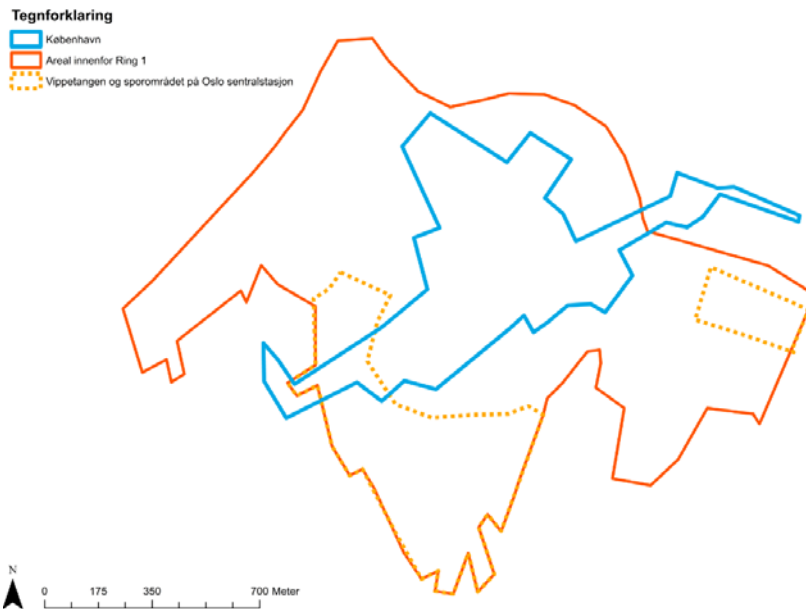 Tegnforklaring
København
Areal innenfor Ring 1
Vippetangen og sporområdet på Oslo sentralstasjon
N
0 175 350 700 Meter